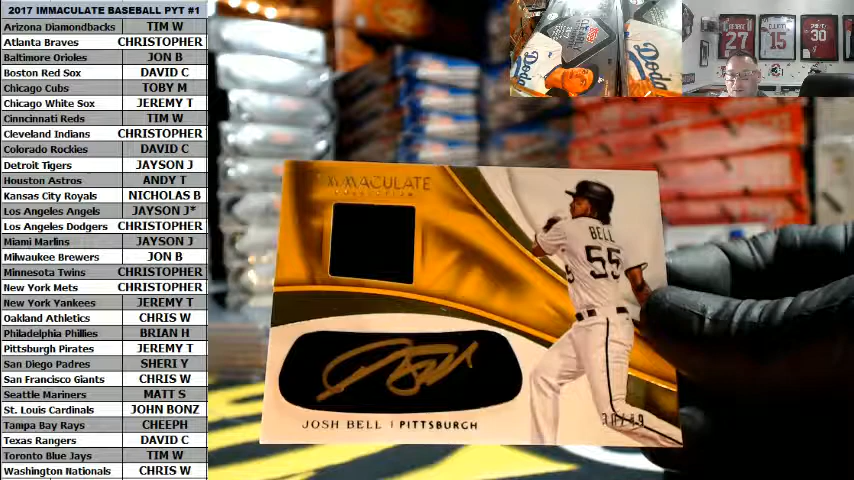 2017 IMMACULATE BASEBALL PYT #1
Arizona Diamondbacks TIM W
Atlanta Braves CHRISTOPHER
Baltimore Orioles JON B
Boston Red Sox DAVID C
Chicago Cubs TOBY M
Chicago White Sox JEREMY T
Cinncinati Reds TIM W
Cleveland Indians CHRISTOPHER
Colorado Rockies DAVID C
Detroit Tigers JAYSON J
Houston Astros ANDY T
Kansas City Royals NICHOLAS B
Los Angeles Angels JAYSON J*
Los Angeles Dodgers CHRISTOPHER
Miami Marlins JAYSON J
Milwaukee Brewers JON B
Minnesota Twins CHRISTOPHER
New York Mets CHRISTOPHER
New York Yankees JEREMY T
Oakland Athletics CHRIS W
Philadelphia Phillies BRIAN H
Pittsburgh Pirates JEREMY T
San Diego Padres SHERI Y
San Francisco Giants CHRIS W
Seattle Mariners MATT S
St. Louis Cardinals JOHN BONZ
Tampa Bay Rays CHEEPH
Texas Rangers DAVID C
Toronto Blue Jays TIM W
Washington Nationals CHRIS W
IMMACULATE
COLLECTION
BELL
55
JOSH BELL | PITTSBURGH
27
15
30